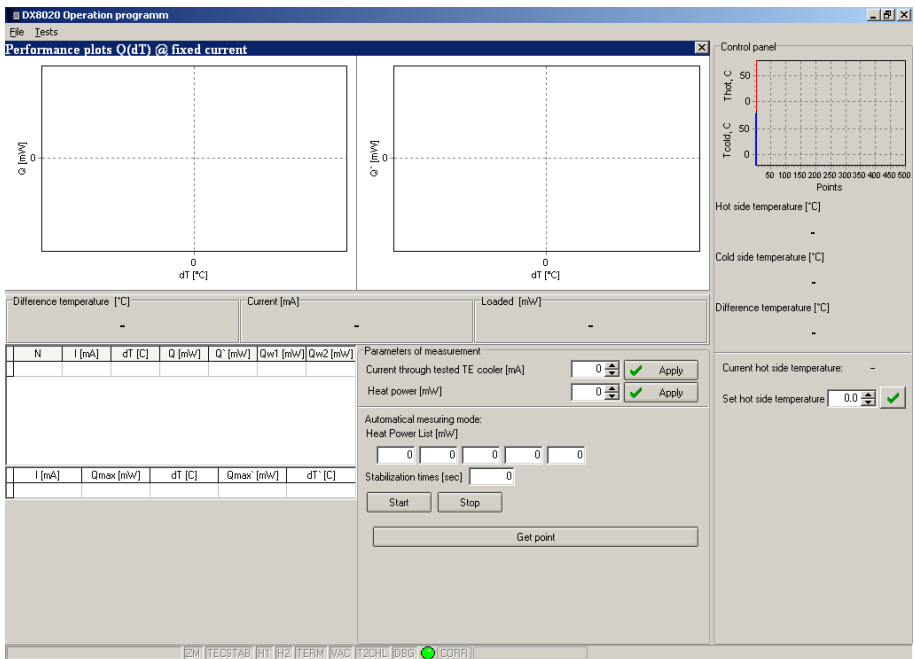 DX8020 Operation programm
File Tests
Performance plots Q(dT) @ fixed current
Q [mW]
0
0
dT [°C]
Q` [mW]
0
0
dT [°C]
Difference temperature [°C]
-
Current [mA]
-
Loaded [mW]
-
N I [mA] dT [C] Q [mW] Q` [mW] Qw1 [mW] Qw2 [mW]
I [mA] Qmax [mW] dT [C] Qmax` [mW] dT` [C]
Parameters of measurement
Current through tested TE cooler [mA] 0 Apply
Heat power [mW] 0 Apply
Automatical mesuring mode:
Heat Power List [mW]
0 0 0 0 0
Stabilization times [sec] 0
Start Stop
Get point
Control panel
Thot, C
50
0
Tcold, C
50
0
50 100 150 200 250 300 350 400 450 500
Points
Hot side temperature [°C]
-
Cold side temperature [°C]
-
Difference temperature [°C]
-
Current hot side temperature: -
Set hot side temperature 0.0
ZM TECSTAB H1 H2 TERM VAC T2CHL DBG CORR